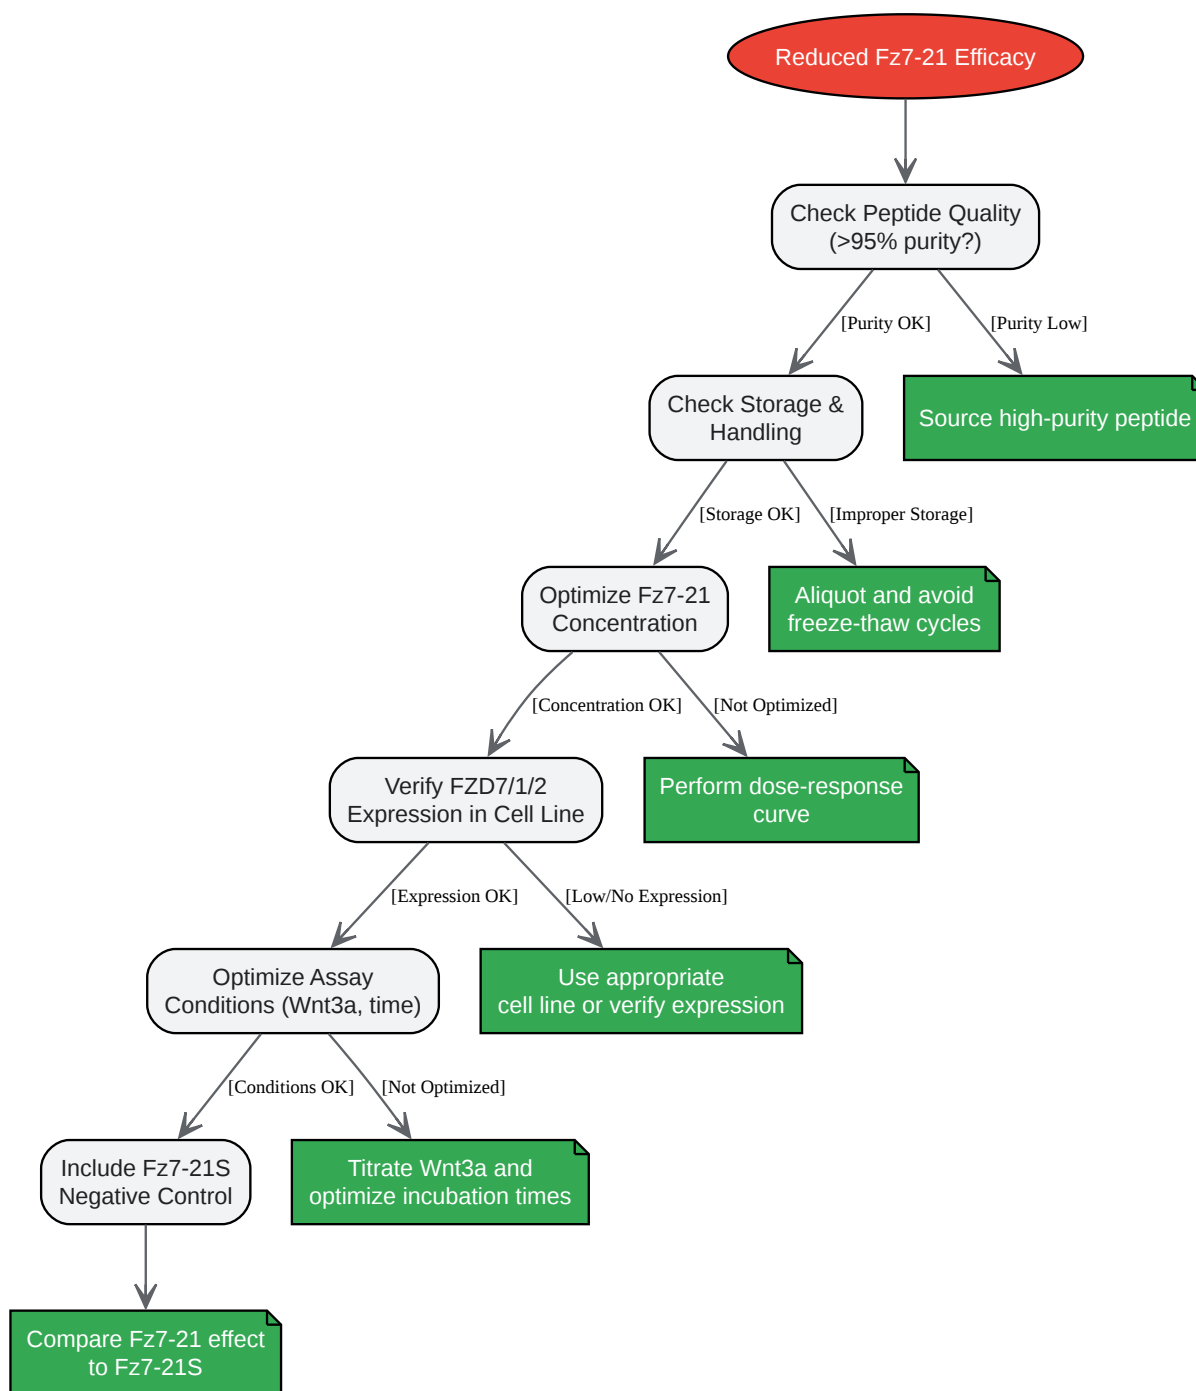 Reduced Fz7-21 Efficacy
Check Peptide Quality
(>95% purity?)
[Purity OK]
[Purity Low]
Check Storage &
Handling
Source high-purity peptide
[Storage OK]
[Improper Storage]
Optimize Fz7-21
Concentration
Aliquot and avoid
freeze-thaw cycles
[Concentration OK]
[Not Optimized]
Verify FZD7/1/2
Expression in Cell Line
Perform dose-response
curve
[Expression OK]
[Low/No Expression]
Optimize Assay
Conditions (Wnt3a, time)
Use appropriate
cell line or verify expression
[Conditions OK]
[Not Optimized]
Include Fz7-21S
Negative Control
Titrate Wnt3a and
optimize incubation times
Compare Fz7-21 effect
to Fz7-21S